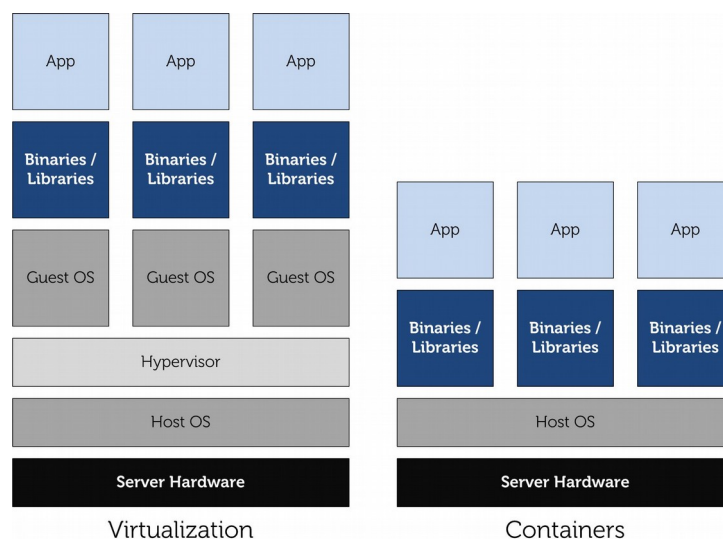 App App App
Binaries / Binaries / Binaries /
Libraries Libraries Libraries
App App App
Guest OS Guest OS Guest OS
Binaries / Binaries / Binaries /
Libraries Libraries Libraries
Hypervisor
Host OS Host OS
Server Hardware Server Hardware
Virtualization Containers